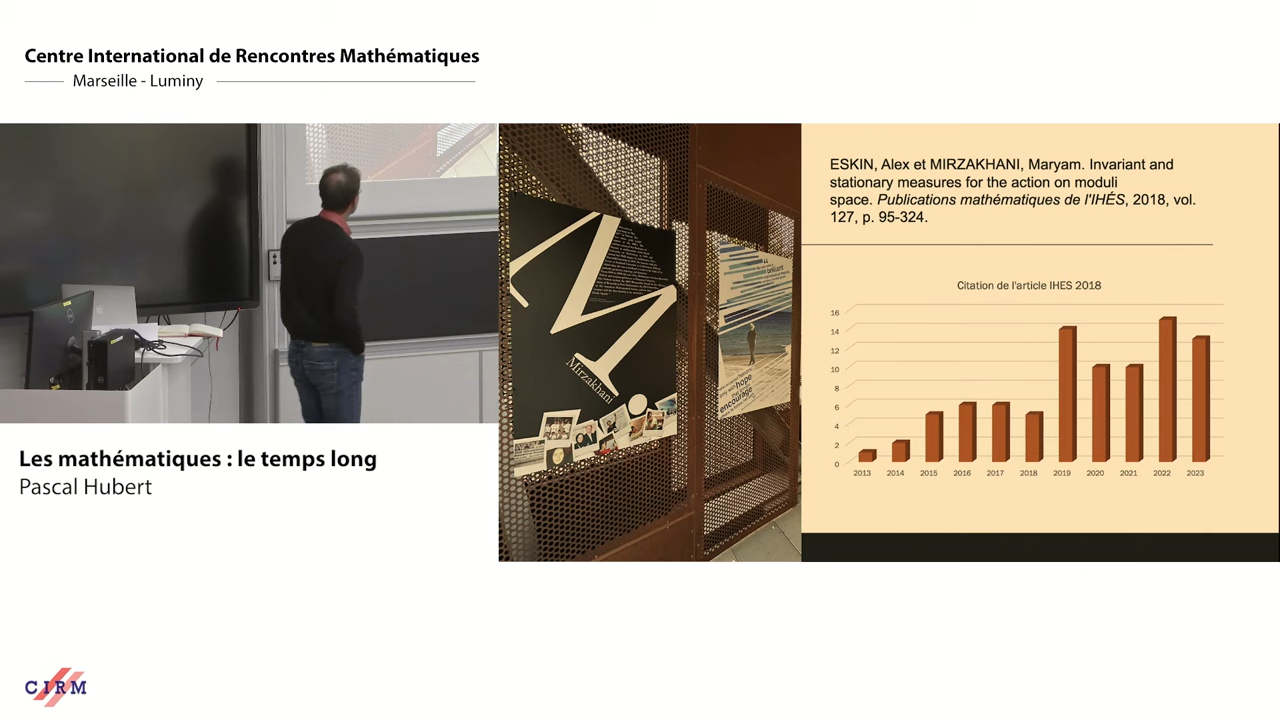 Centre International de Rencontres Mathématiques
Marseille - Luminy
M
Mirzakhani
brilliant
hope
encourage
ESKIN, Alex et MIRZAKHANI, Maryam. Invariant and
stationary measures for the action on moduli
space. Publications mathématiques de l'IHÉS, 2018, vol.
127, p. 95-324.
Citation de l'article IHES 2018
16
14
12
10
8
6
4
2
0
2013 2014 2015 2016 2017 2018 2019 2020 2021 2022 2023
Les mathématiques : le temps long
Pascal Hubert
CIRM